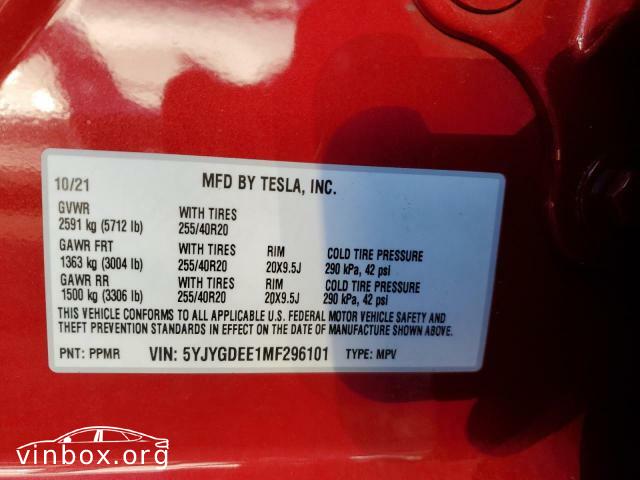 10/21 MFD BY TESLA, INC.
GVWR WITH TIRES
2591 kg (5712 lb) 255/40R20
GAWR FRT WITH TIRES RIM COLD TIRE PRESSURE
1363 kg (3004 lb) 255/40R20 20X9.5J 290 kPa, 42 psi
GAWR RR WITH TIRES RIM COLD TIRE PRESSURE
1500 kg (3306 lb) 255/40R20 20X9.5J 290 kPa, 42 psi
THIS VEHICLE CONFORMS TO ALL APPLICABLE U.S. FEDERAL MOTOR VEHICLE SAFETY AND
THEFT PREVENTION STANDARDS IN EFFECT ON THE DATE OF MANUFACTURE SHOWN ABOVE.
PNT: PPMR VIN: 5YJYGDEE1MF296101 TYPE: MPV
vinbox.org